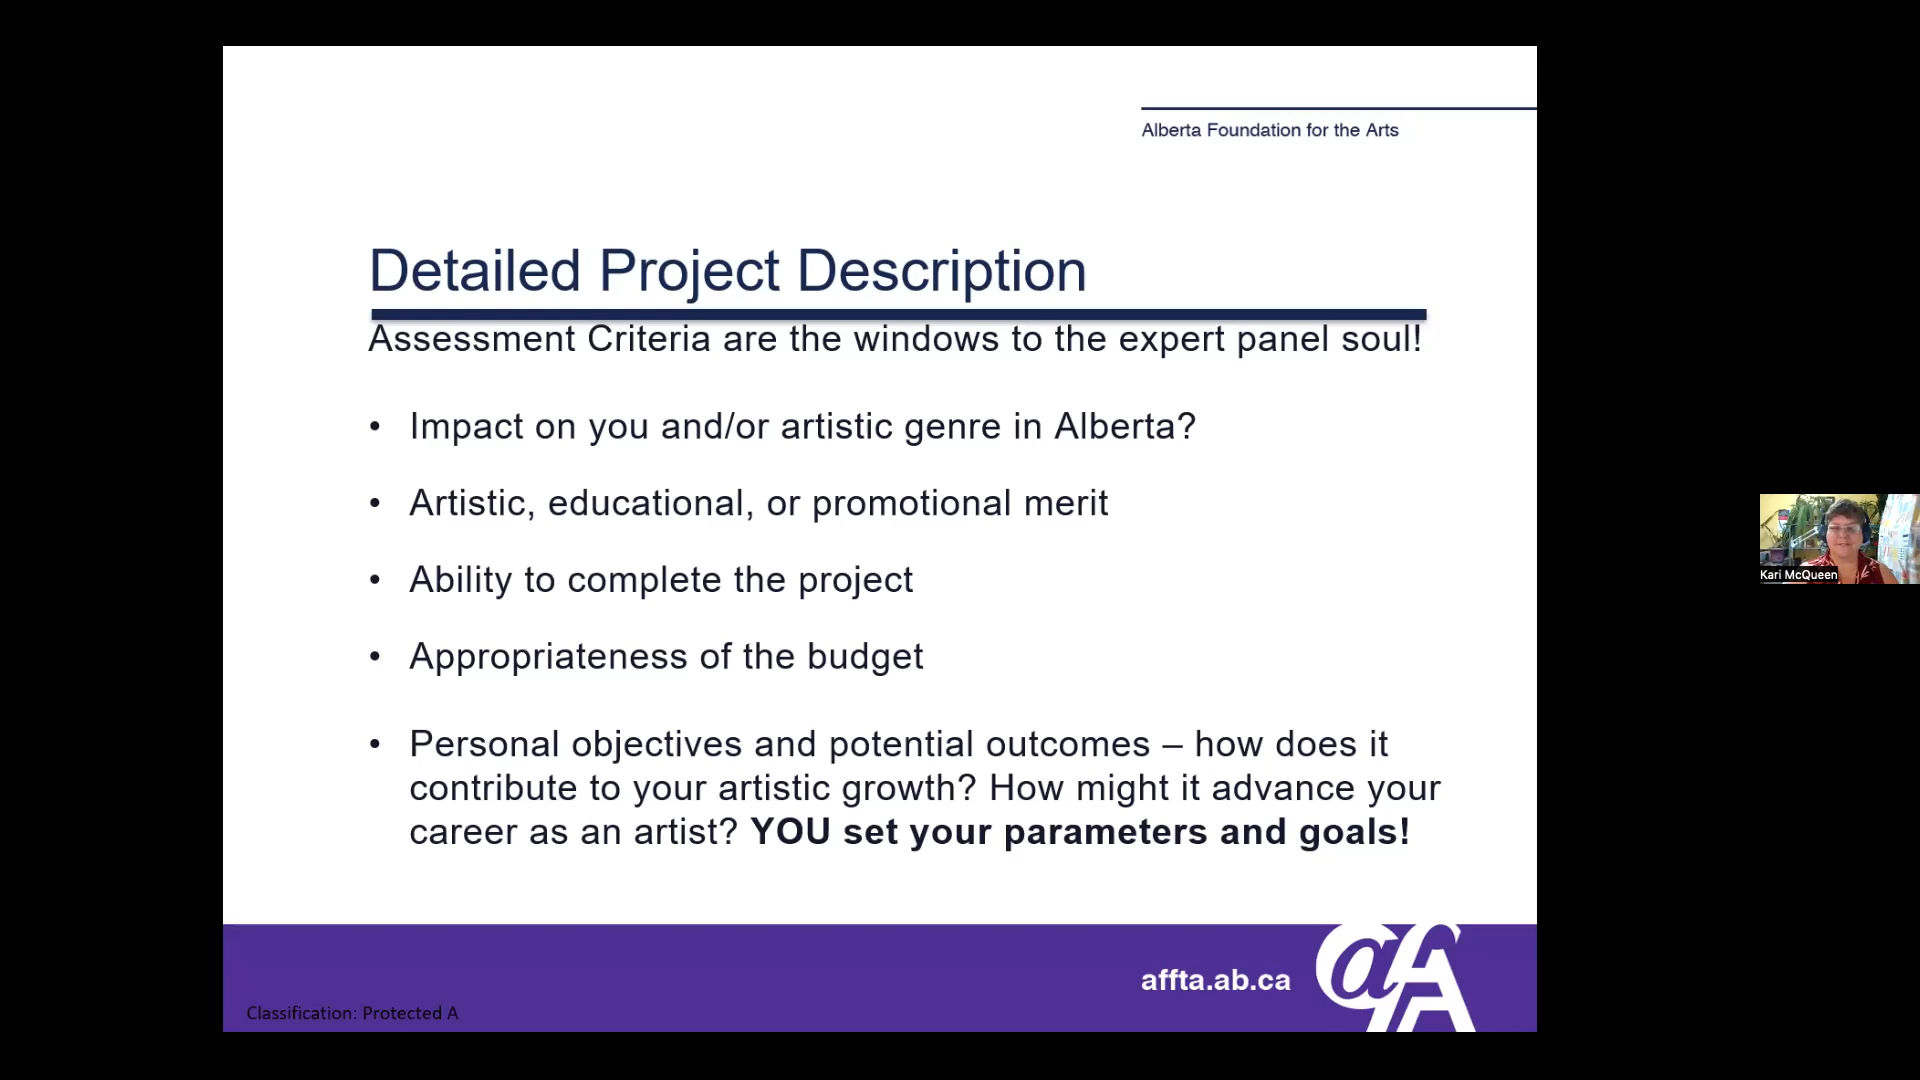 Alberta Foundation for the Arts
Detailed Project Description
Assessment Criteria are the windows to the expert panel soul!
• Impact on you and/or artistic genre in Alberta?
• Artistic, educational, or promotional merit
• Ability to complete the project
• Appropriateness of the budget
• Personal objectives and potential outcomes – how does it
contribute to your artistic growth? How might it advance your
career as an artist? YOU set your parameters and goals!
Kari McQueen
affta.ab.ca
afA
Classification: Protected A